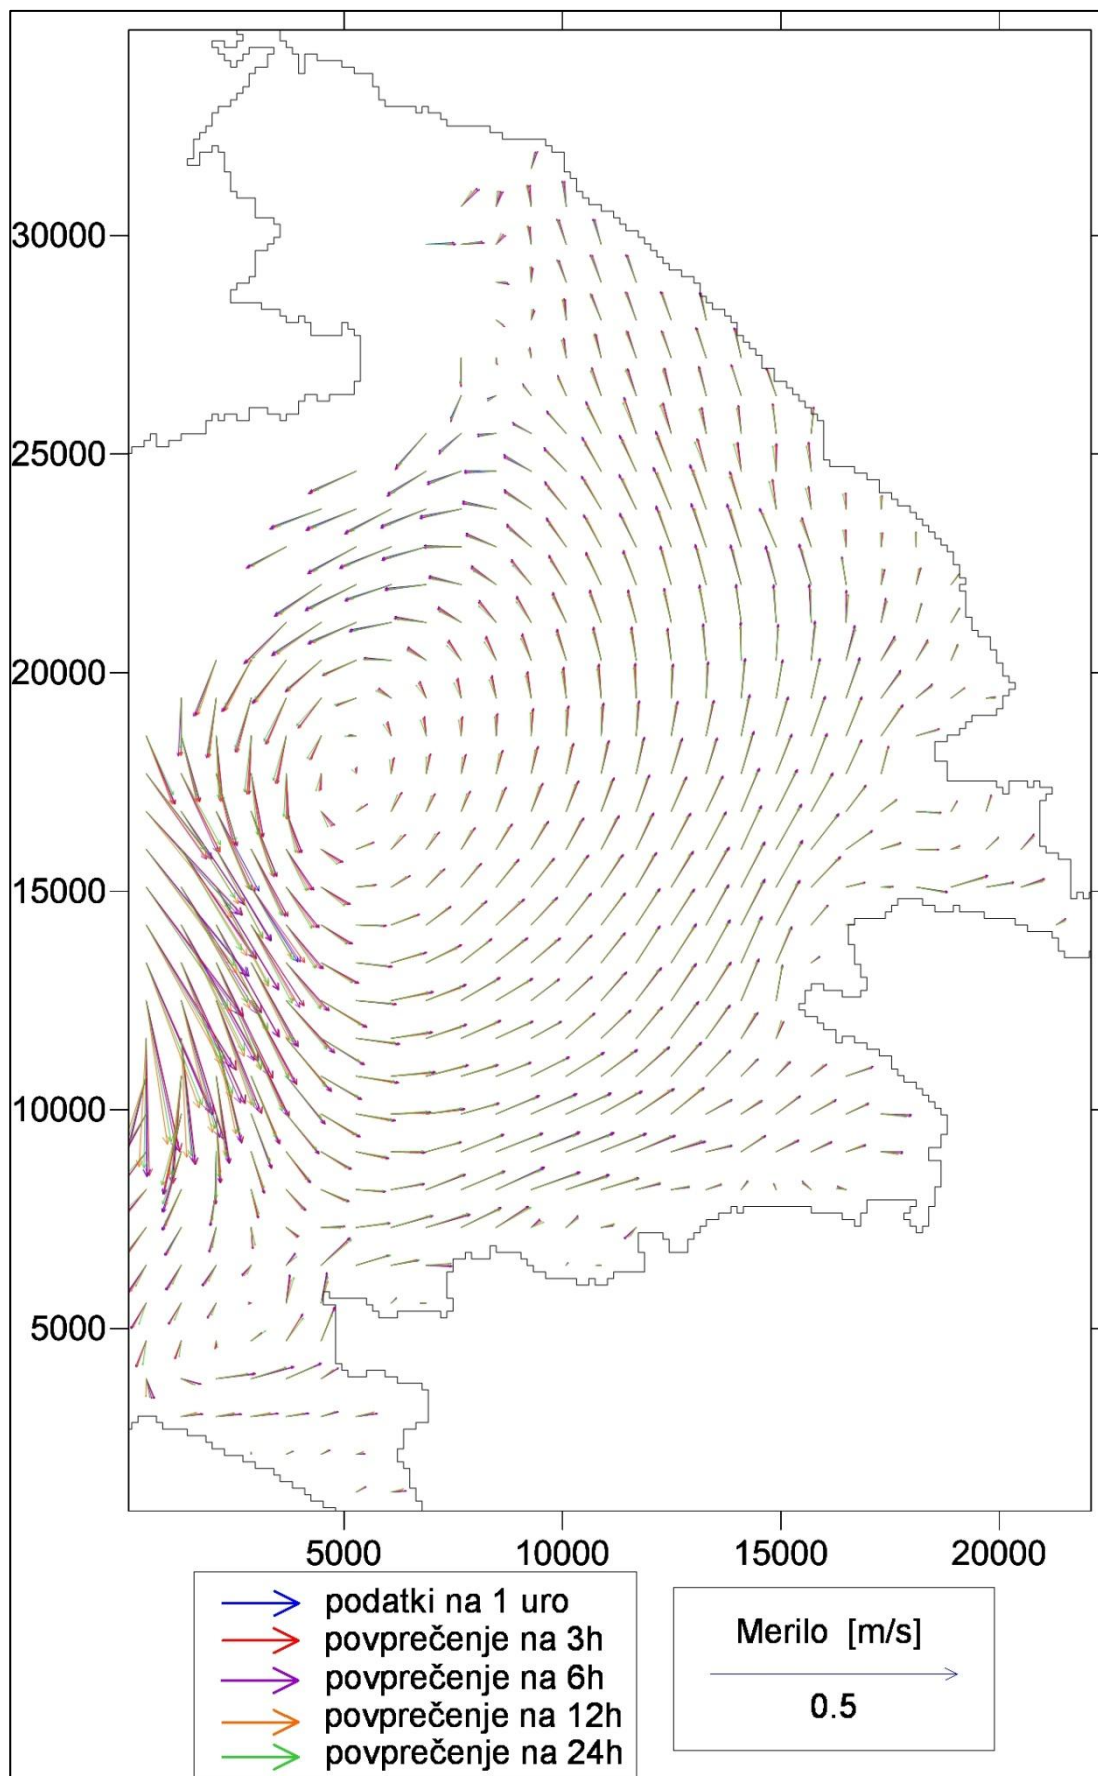 30000
25000
20000
15000
10000
5000
5000 10000 15000 20000
podatki na 1 uro
povprečenje na 3h
povprečenje na 6h
povprečenje na 12h
povprečenje na 24h
Merilo [m/s]
0.5